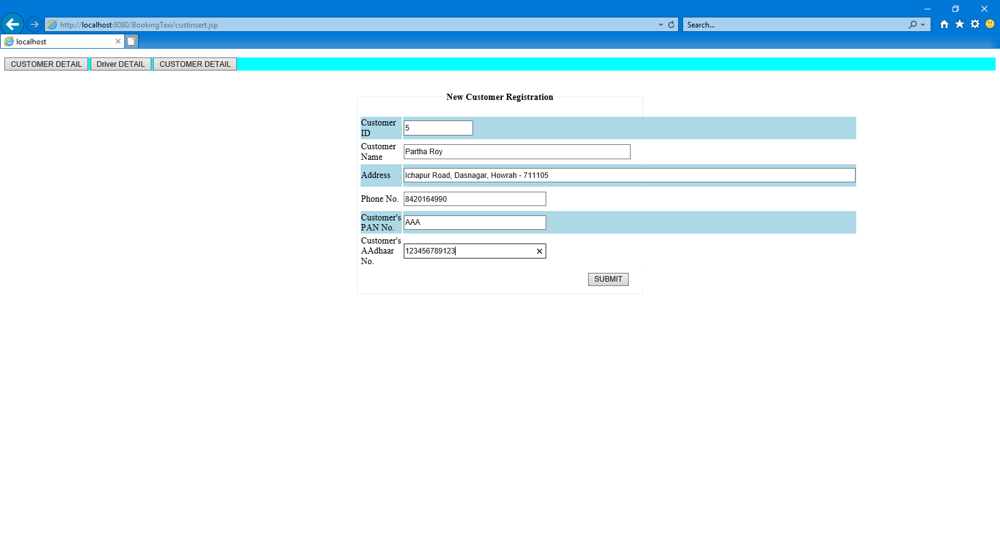 http://localhost:8080/BookingTaxi/custinsert.jsp
Search...
localhost
CUSTOMER DETAIL
Driver DETAIL
CUSTOMER DETAIL
New Customer Registration
Customer
ID
5
Customer
Name
Partha Roy
Address
Ichapur Road, Dasnagar, Howrah - 711105
Phone No.
8420164990
Customer's
PAN No.
AAA
Customer's
AAdhaar
No.
123456789123
SUBMIT